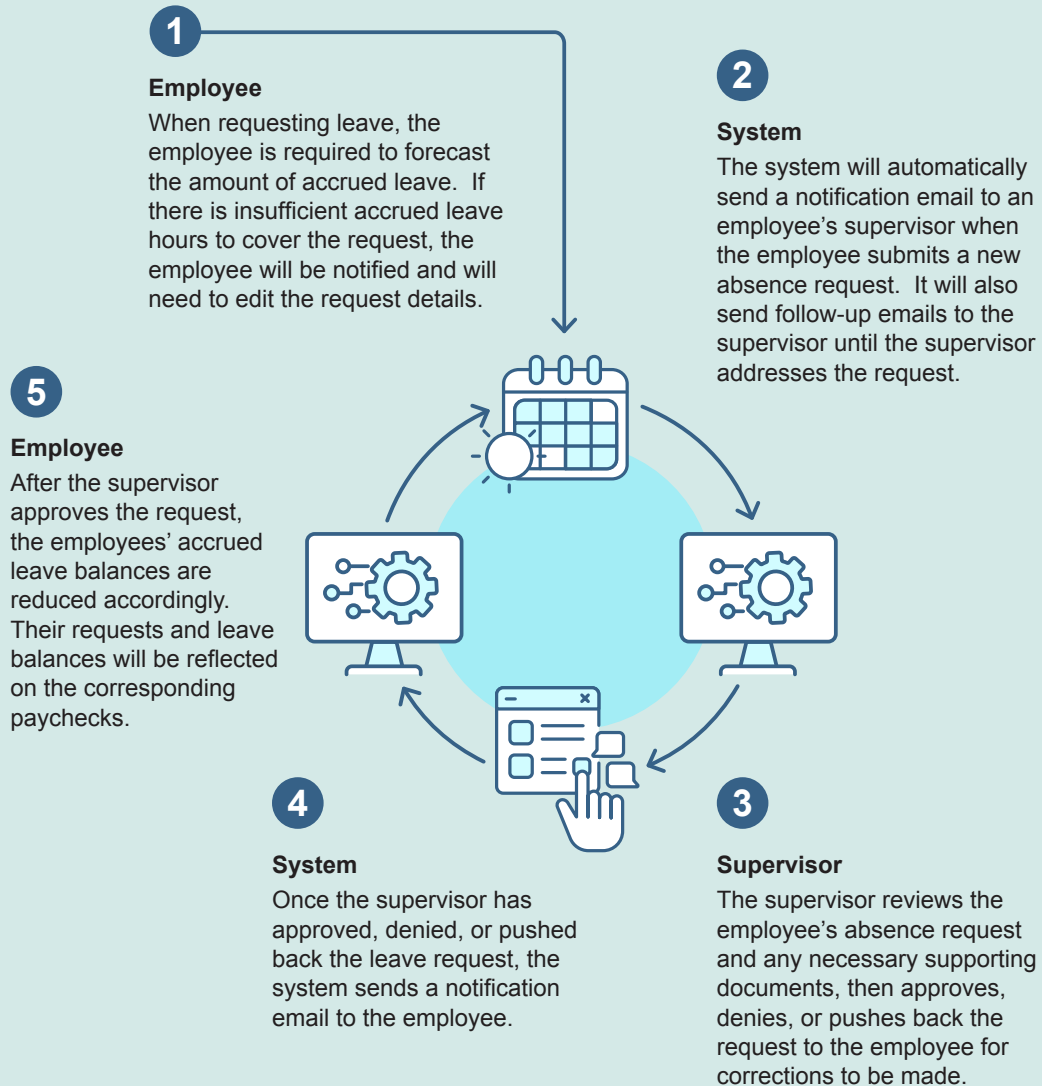 1
Employee
When requesting leave, the
employee is required to forecast
the amount of accrued leave.  If
there is insufficient accrued leave
hours to cover the request, the
employee will be notified and will
need to edit the request details.
2
System
The system will automatically
send a notification email to an
employee’s supervisor when
the employee submits a new
absence request.  It will also
send follow-up emails to the
supervisor until the supervisor
addresses the request.
5
Employee
After the supervisor
approves the request,
the employees’ accrued
leave balances are
reduced accordingly.
Their requests and leave
balances will be reflected
on the corresponding
paychecks.
4
System
Once the supervisor has
approved, denied, or pushed
back the leave request, the
system sends a notification
email to the employee.
3
Supervisor
The supervisor reviews the
employee’s absence request
and any necessary supporting
documents, then approves,
denies, or pushes back the
request to the employee for
corrections to be made.